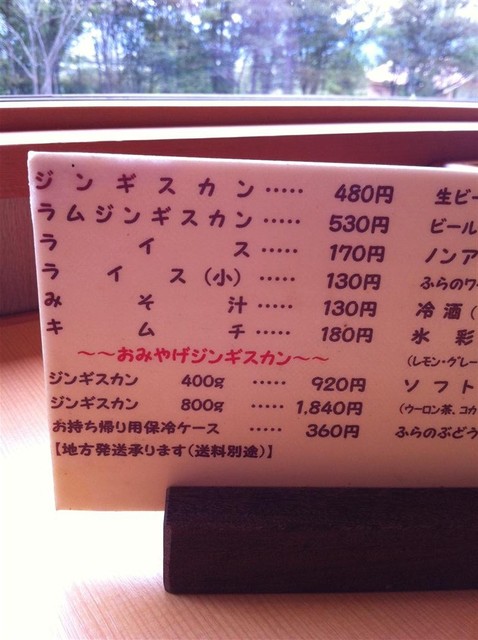 ジンギスカン ····· 480円 生ビ
ラムジンギスカン ····· 530円 ビール
ライス ····· 170円 ノンア
ライス（小） ····· 130円 ふらのワ
みそ汁 ····· 130円 冷酒（
キムチ ····· 180円 氷彩
～～おみやげジンギスカン～～ （レモン・グレー
ジンギスカン 400g ····· 920円 ソフト
ジンギスカン 800g ····· 1,840円 （ウーロン茶、コカ
お持ち帰り用保冷ケース ····· 360円 ふらのぶどう
【地方発送承ります（送料別途）】